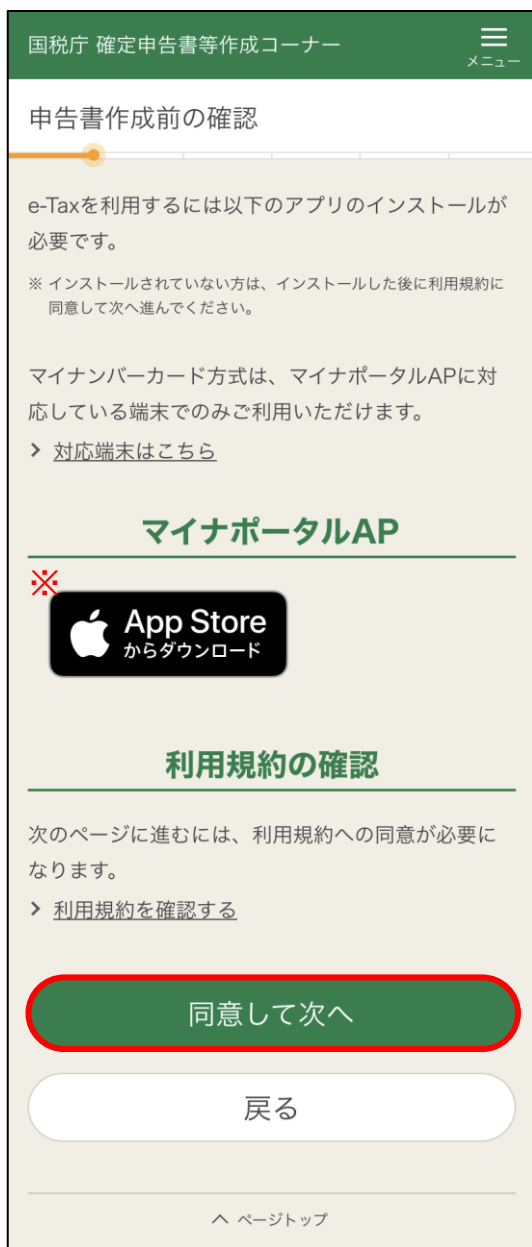 国税庁 確定申告書等作成コーナー
メニュー
申告書作成前の確認
e-Taxを利用するには以下のアプリのインストールが
必要です。
※ インストールされていない方は、インストールした後に利用規約に
同意して次へ進んでください。
マイナンバーカード方式は、マイナポータルAPに対
応している端末でのみご利用いただけます。
対応端末はこちら
マイナポータルAP
※
App Store
からダウンロード
利用規約の確認
次のページに進むには、利用規約への同意が必要に
なります。
利用規約を確認する
同意して次へ
戻る
ページトップ